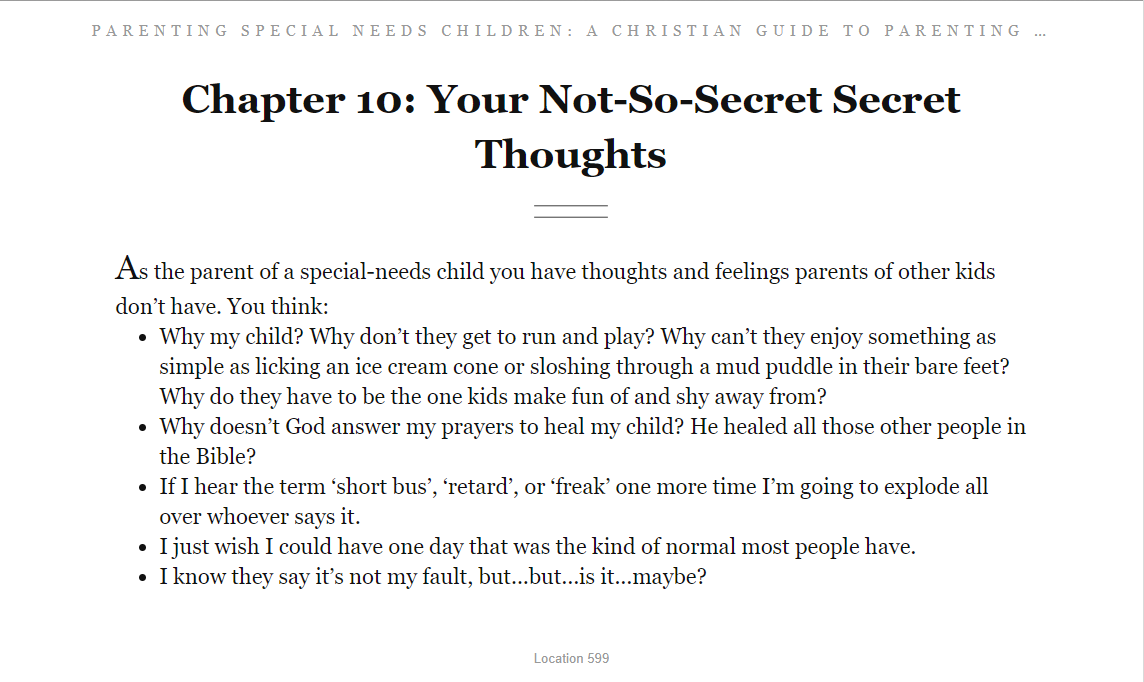 PARENTING SPECIAL NEEDS CHILDREN: A CHRISTIAN GUIDE TO PARENTING …
Chapter 10: Your Not-So-Secret Secret
Thoughts
As the parent of a special-needs child you have thoughts and feelings parents of other kids
don’t have. You think:
• Why my child? Why don’t they get to run and play? Why can’t they enjoy something as
simple as licking an ice cream cone or sloshing through a mud puddle in their bare feet?
Why do they have to be the one kids make fun of and shy away from?
• Why doesn’t God answer my prayers to heal my child? He healed all those other people in
the Bible?
• If I hear the term ‘short bus’, ‘retard’, or ‘freak’ one more time I’m going to explode all
over whoever says it.
• I just wish I could have one day that was the kind of normal most people have.
• I know they say it’s not my fault, but…but…is it…maybe?
Location 599